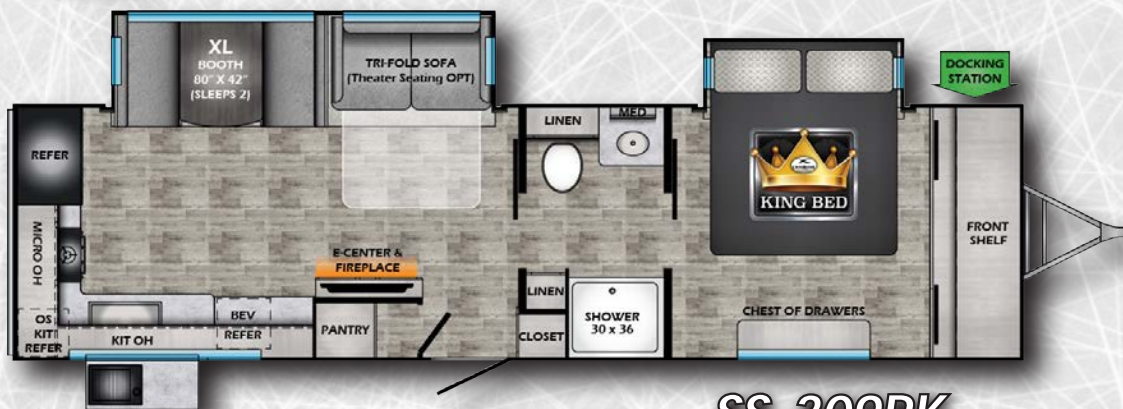 XL
BOOTH
80" X 42"
(SLEEPS 2)
TRI-FOLD SOFA
(Theater Seating OPT)
DOCKING
STATION
REFER
LINEN
MED
KING BED
FRONT
SHELF
MICRO OH
E-CENTER &
FIREPLACE
LINEN
SHOWER
30 x 36
CHEST OF DRAWERS
OS
KIT
REFER
KIT OH
BEV
REFER
PANTRY
CLOSET